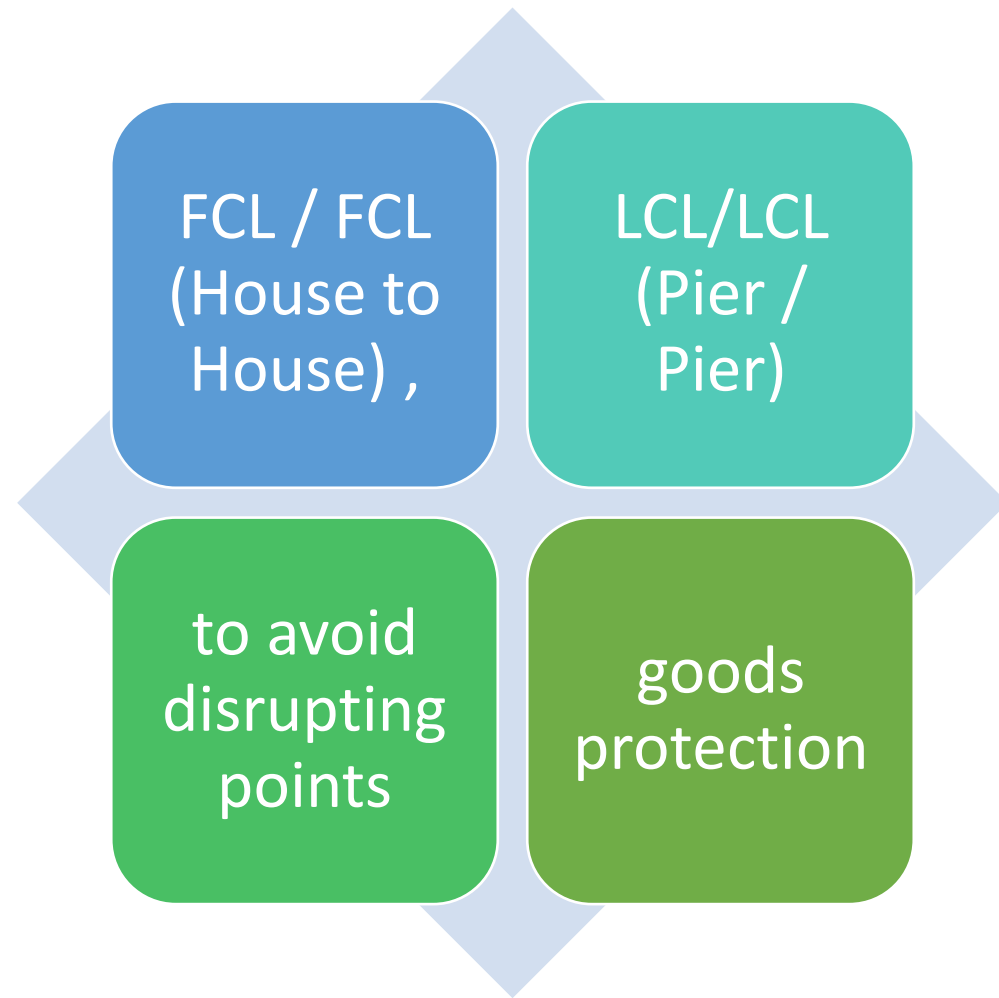 FCL / FCL
(House to
House) ,
LCL/LCL
(Pier /
Pier)
to avoid
disrupting
points
goods
protection